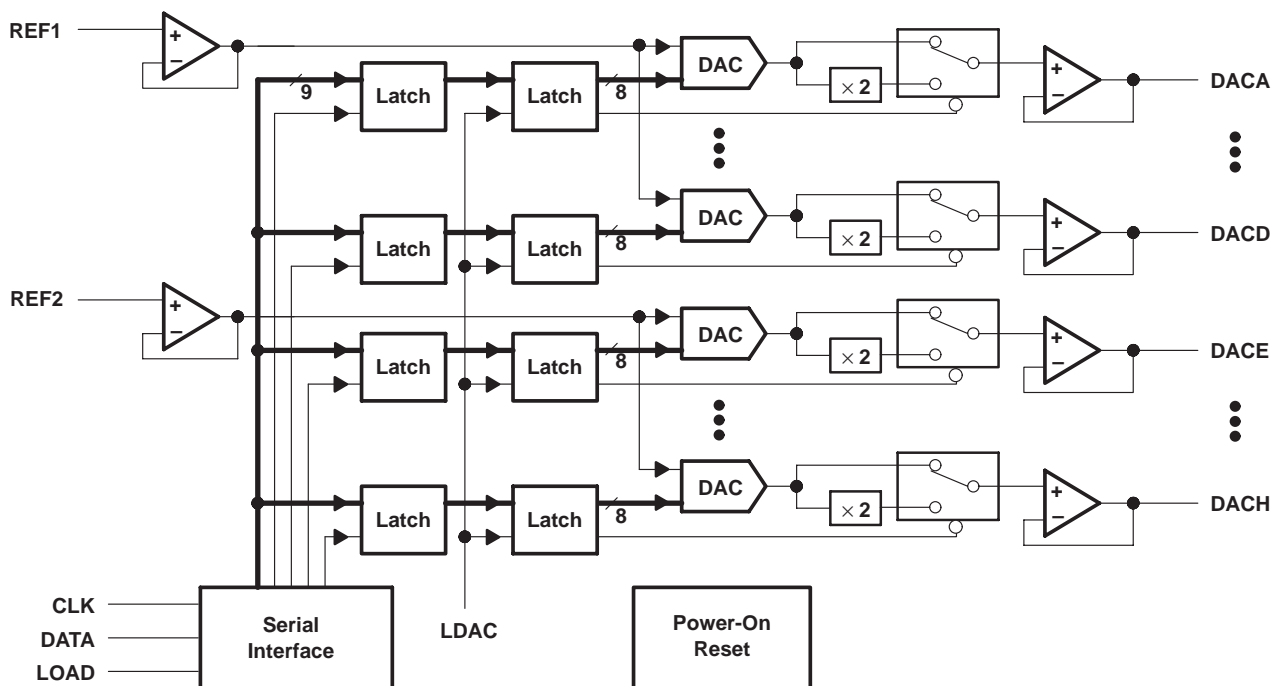 REF1
+
−
9
Latch
Latch
8
DAC
× 2
+
−
DACA
Latch
Latch
8
DAC
× 2
+
−
DACD
REF2
+
−
Latch
Latch
8
DAC
× 2
+
−
DACE
Latch
Latch
8
DAC
× 2
+
−
DACH
CLK
DATA
LOAD
Serial
Interface
LDAC
Power-On
Reset